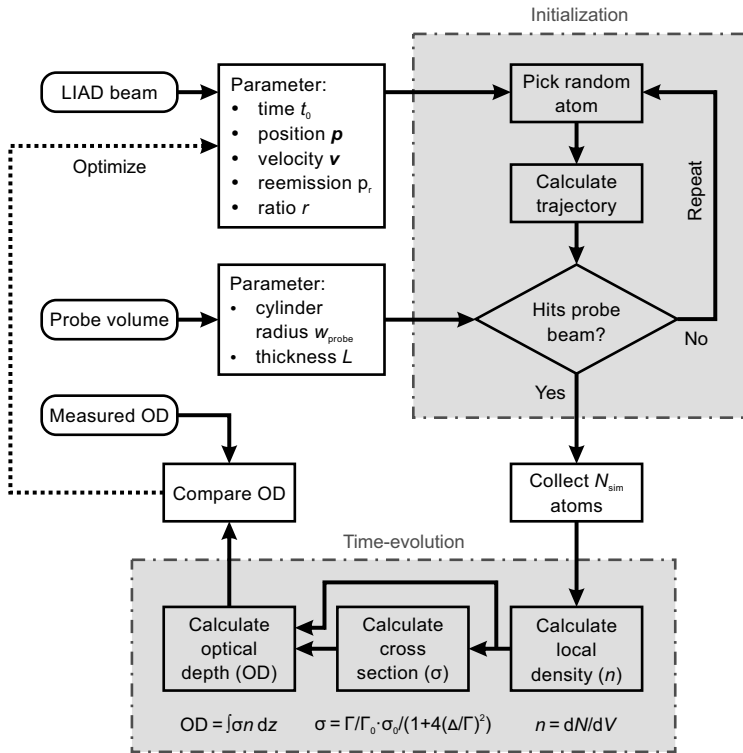 Initialization
LIAD beam
Parameter:
• time t₀
• position p
• velocity v
• reemission pᵣ
• ratio r
Pick random
atom
Optimize
Calculate
trajectory
Repeat
Probe volume
Parameter:
• cylinder
radius w_probe
• thickness L
Hits probe
beam?
No
Yes
Measured OD
Compare OD
Collect N_sim
atoms
Time-evolution
Calculate
optical
depth (OD)
Calculate
cross
section (σ)
Calculate
local
density (n)
OD = ∫σn dz
σ = Γ/Γ₀·σ₀/(1+4(Δ/Γ)²)
n = dN/dV